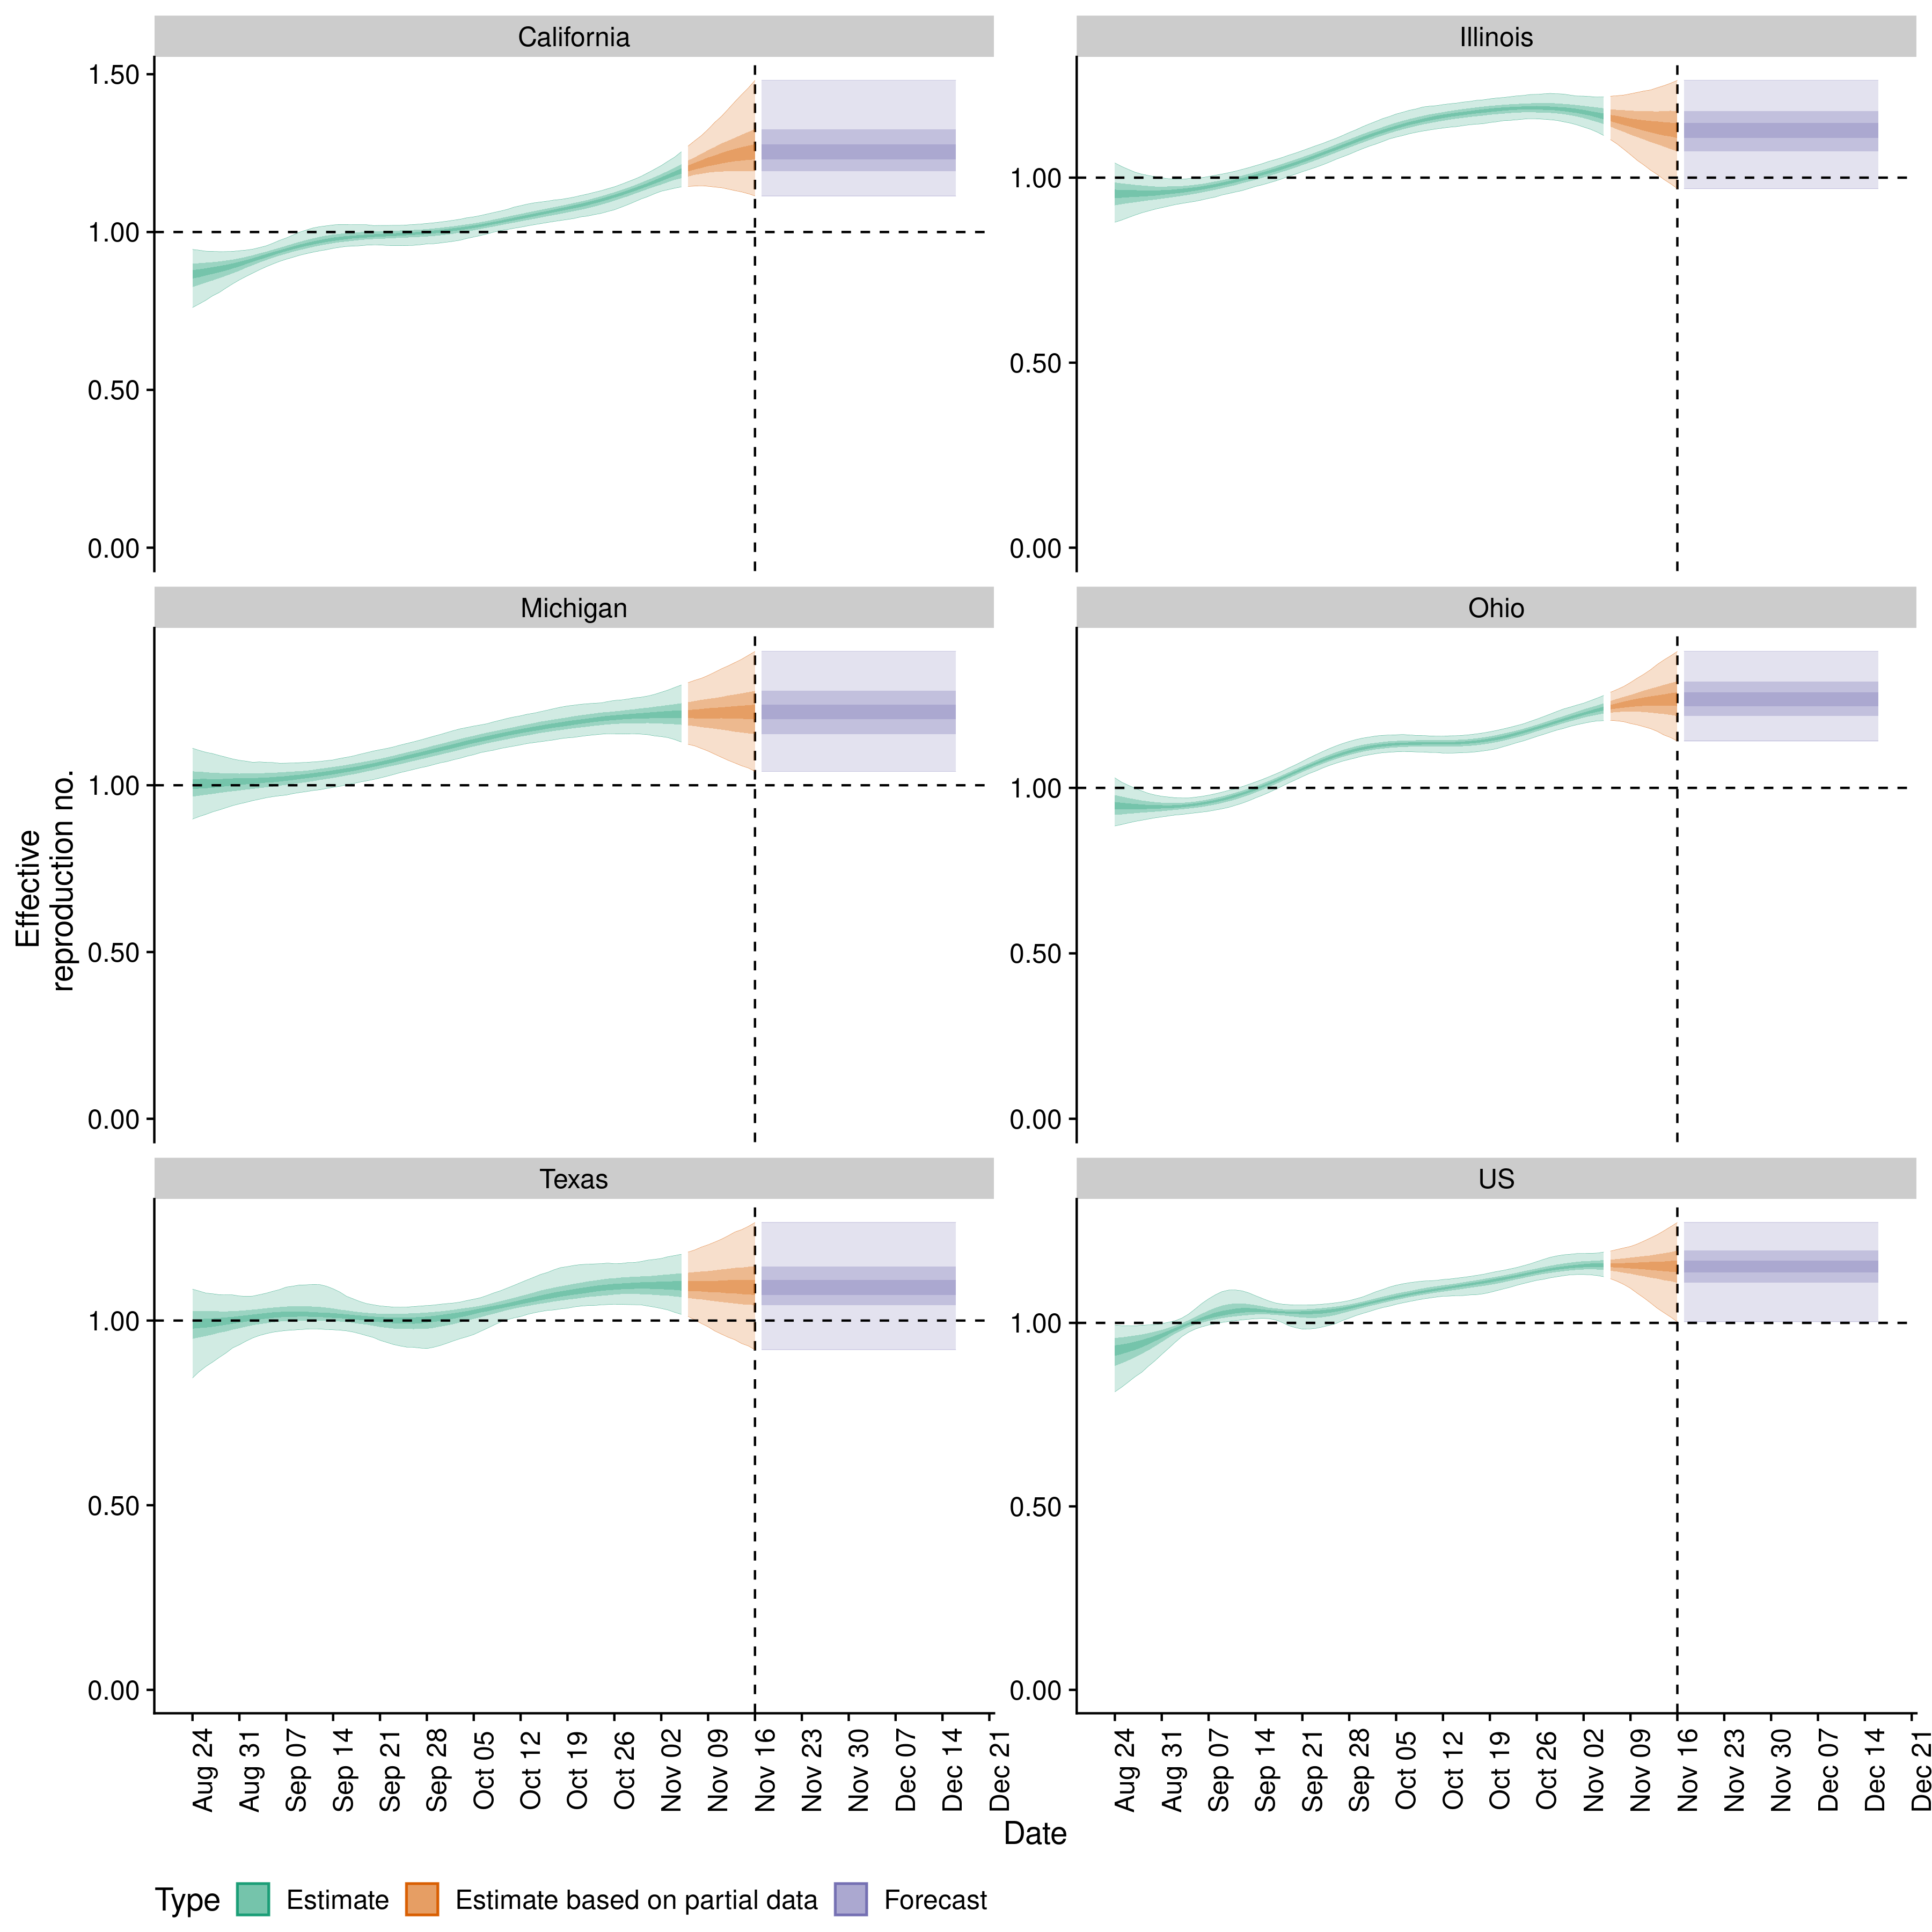 California
Illinois
1.50
1.00
0.50
0.00
1.00
0.50
0.00
Michigan
Ohio
1.00
0.50
0.00
1.00
0.50
0.00
Effective
reproduction no.
Texas
US
1.00
0.50
0.00
1.00
0.50
0.00
Aug 24
Aug 31
Sep 07
Sep 14
Sep 21
Sep 28
Oct 05
Oct 12
Oct 19
Oct 26
Nov 02
Nov 09
Nov 16
Nov 23
Nov 30
Dec 07
Dec 14
Dec 21
Aug 24
Aug 31
Sep 07
Sep 14
Sep 21
Sep 28
Oct 05
Oct 12
Oct 19
Oct 26
Nov 02
Nov 09
Nov 16
Nov 23
Nov 30
Dec 07
Dec 14
Dec 21
Date
Type Estimate Estimate based on partial data Forecast